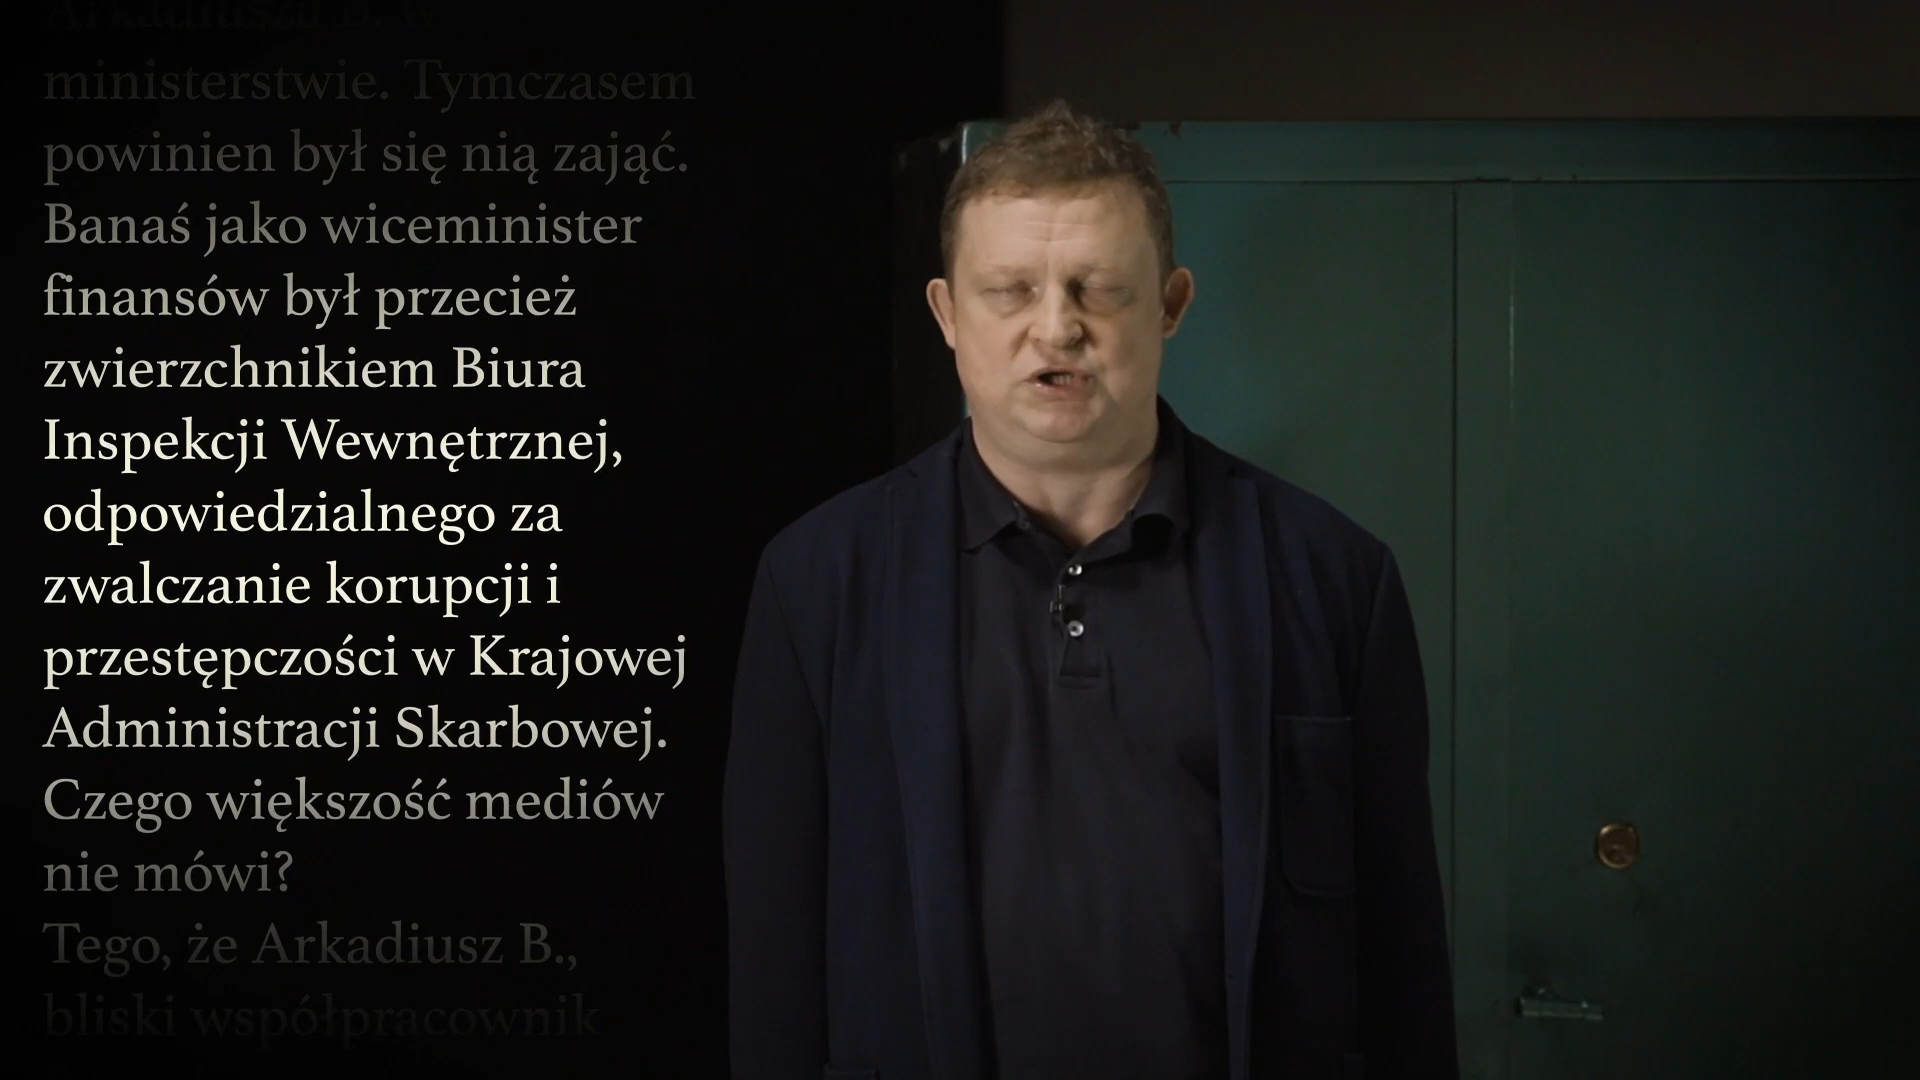 Arkadiusza B. w
ministerstwie. Tymczasem
powinien był się nią zająć.
Banaś jako wiceminister
finansów był przecież
zwierzchnikiem Biura
Inspekcji Wewnętrznej,
odpowiedzialnego za
zwalczanie korupcji i
przestępczości w Krajowej
Administracji Skarbowej.
Czego większość mediów
nie mówi?
Tego, że Arkadiusz B.,
bliski współpracownik